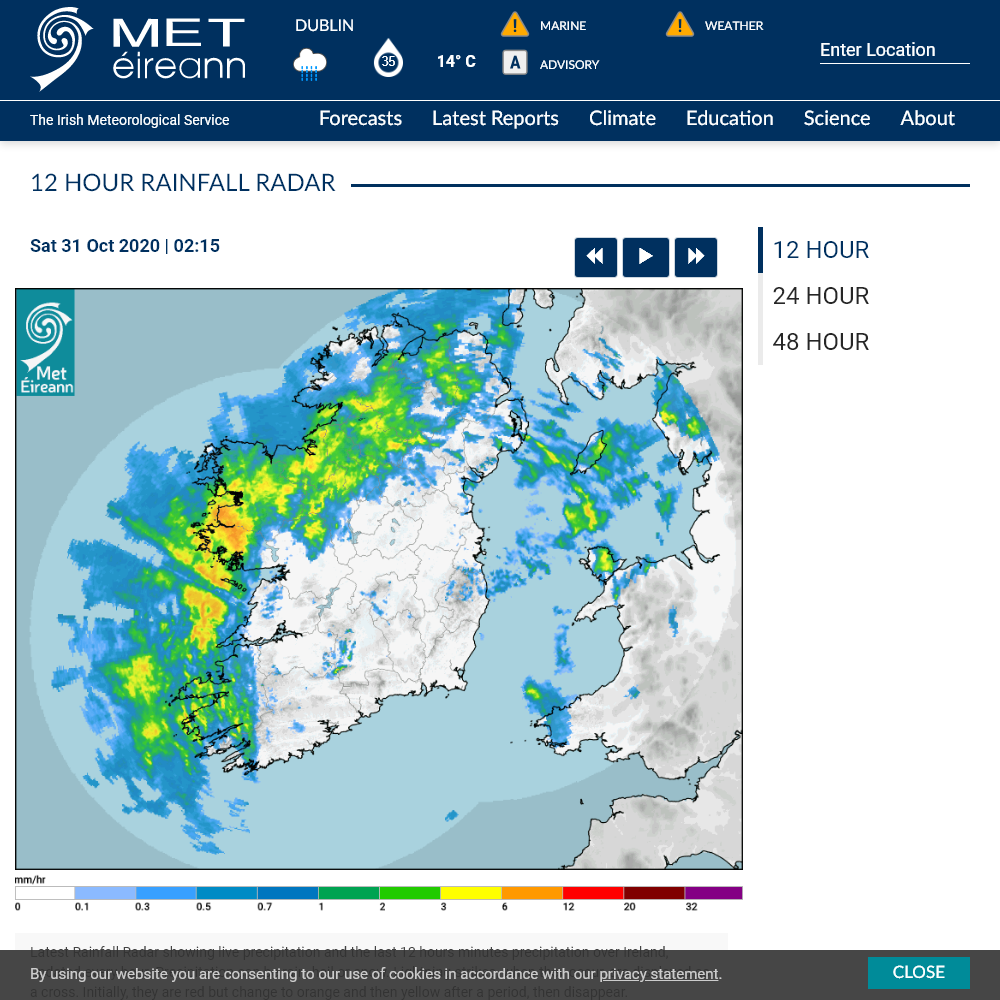 MET
éireann
DUBLIN
35
14° C
! MARINE
A ADVISORY
! WEATHER
Enter Location
The Irish Meteorological Service
Forecasts Latest Reports Climate Education Science About
12 HOUR RAINFALL RADAR
Sat 31 Oct 2020 | 02:15
12 HOUR
24 HOUR
48 HOUR
Met
Éireann
mm/hr
0 0.1 0.3 0.5 0.7 1 2 3 6 12 20 32
Latest Rainfall Radar showing live precipitation and the last 12 hours minutes precipitation over Ireland,
By using our website you are consenting to our use of cookies in accordance with our privacy statement.
CLOSE
a cross. Initially, they are red but change to orange and then yellow after a period, then disappear.